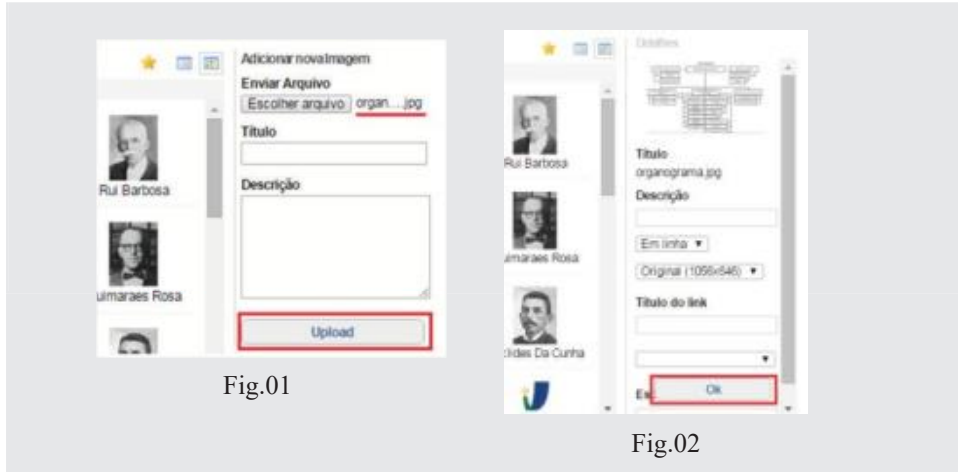 Adicionar novaImagem
Enviar Arquivo
Escolher arquivo organ....jpg
Título
Rui Barbosa
Descrição
uimaraes Rosa
Upload
Fig.01
Detalhes
Título
organograma.jpg
Rui Barbosa
Descrição
Em linha
uimaraes Rosa
Original (1056x646)
Título do link
clides Da Cunha
Ok
Fig.02